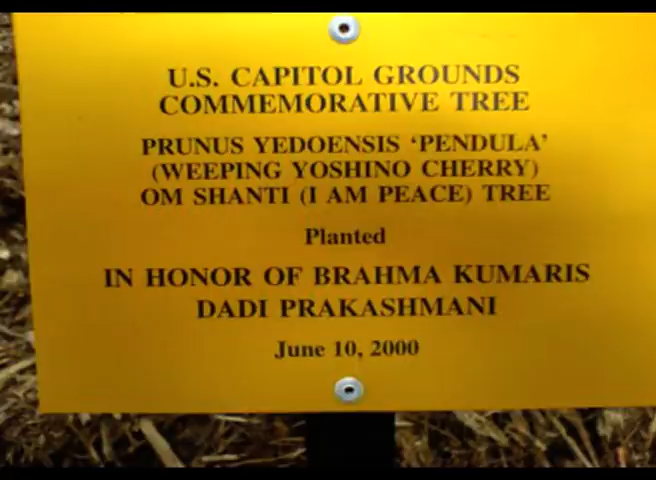 U.S. CAPITOL GROUNDS
COMMEMORATIVE TREE
PRUNUS YEDOENSIS ‘PENDULA’
(WEEPING YOSHINO CHERRY)
OM SHANTI (I AM PEACE) TREE
Planted
IN HONOR OF BRAHMA KUMARIS
DADI PRAKASHMANI
June 10, 2000